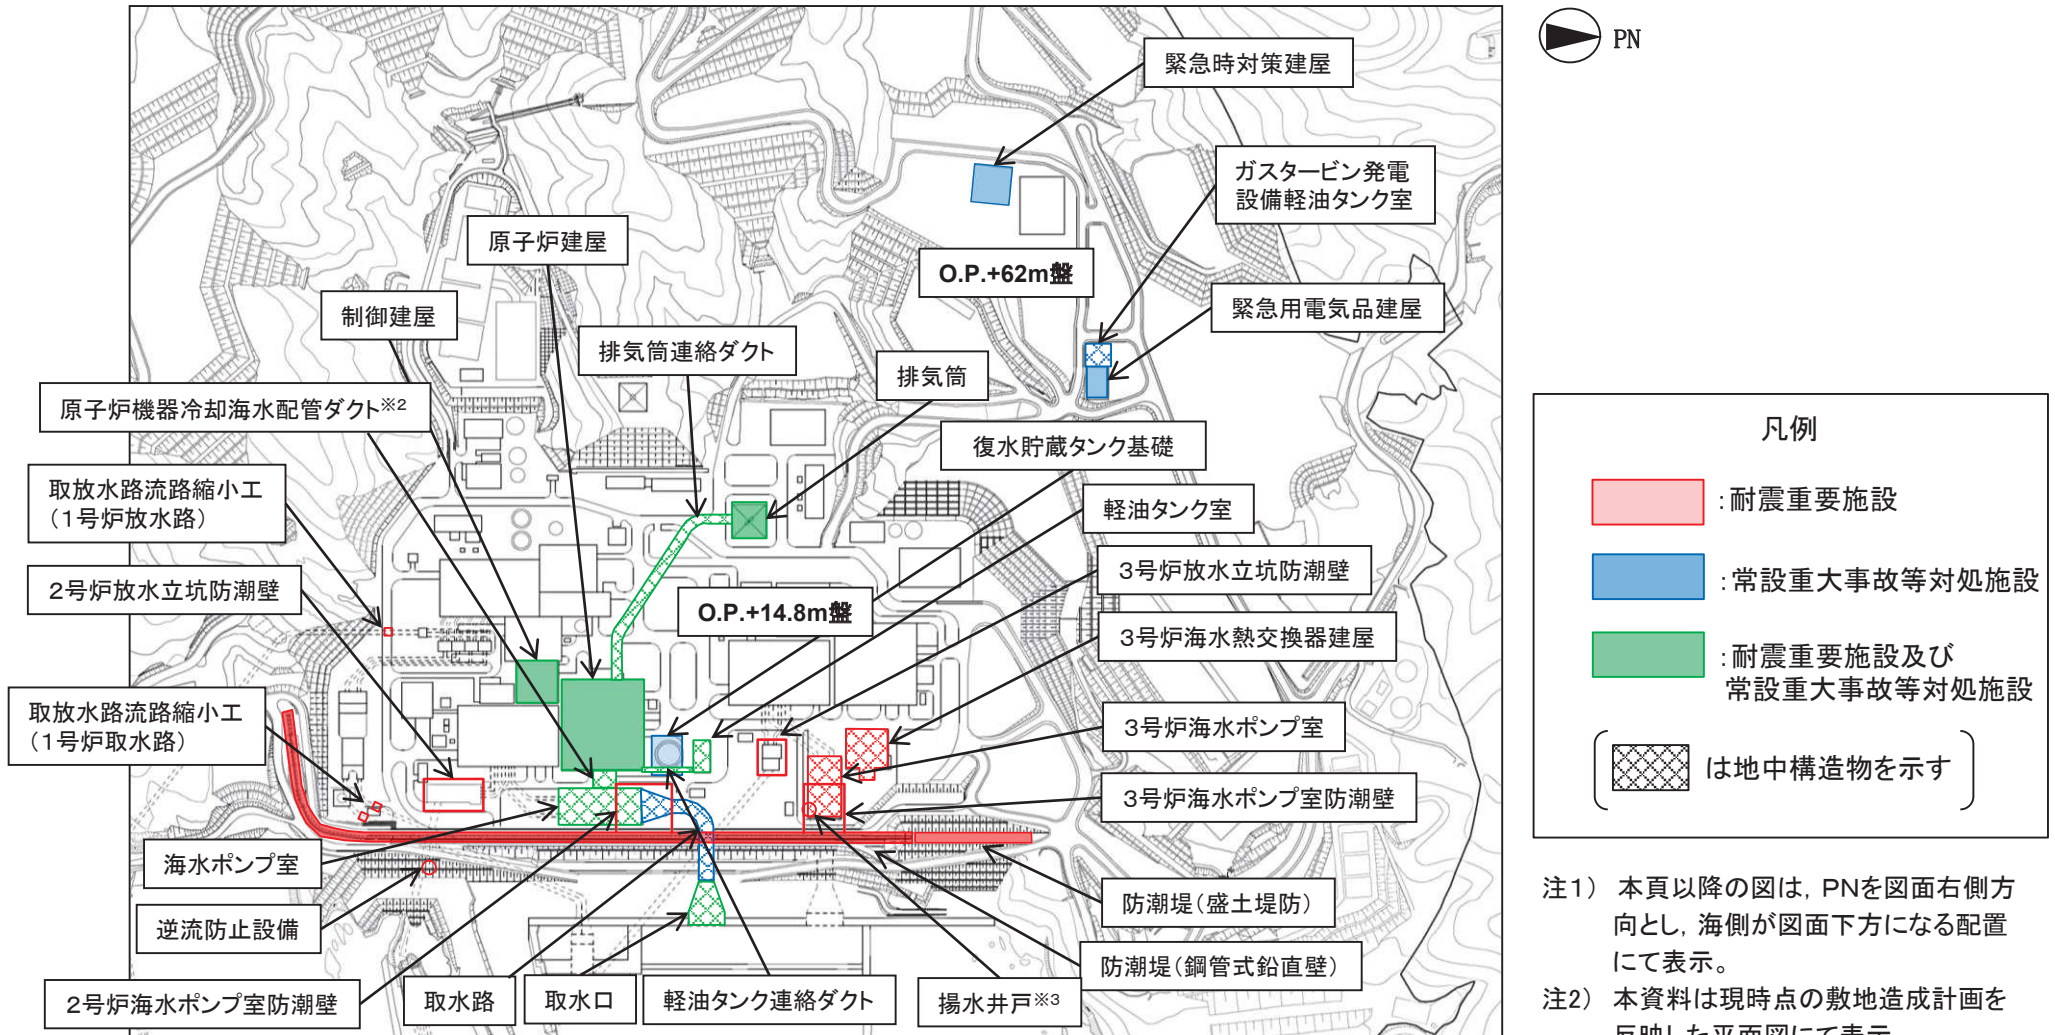 PN
緊急時対策建屋
ガスタービン発電
設備軽油タンク室
原子炉建屋
O.P.+62m盤
制御建屋
緊急用電気品建屋
排気筒連絡ダクト
排気筒
原子炉機器冷却海水配管ダクト※2
復水貯蔵タンク基礎
取放水路流路縮小工
(1号炉放水路)
軽油タンク室
3号炉放水立坑防潮壁
2号炉放水立坑防潮壁
O.P.+14.8m盤
3号炉海水熱交換器建屋
取放水路流路縮小工
(1号炉取水路)
3号炉海水ポンプ室
3号炉海水ポンプ室防潮壁
海水ポンプ室
防潮堤(盛土堤防)
逆流防止設備
防潮堤(鋼管式鉛直壁)
2号炉海水ポンプ室防潮壁
取水路
取水口
軽油タンク連絡ダクト
揚水井戸※3
凡例
:耐震重要施設
:常設重大事故等対処施設
:耐震重要施設及び
常設重大事故等対処施設
は地中構造物を示す
注1) 本頁以降の図は,PNを図面右側方
向とし,海側が図面下方になる配置
にて表示。
注2) 本資料は現時点の敷地造成計画を
反映した平面図にて表示